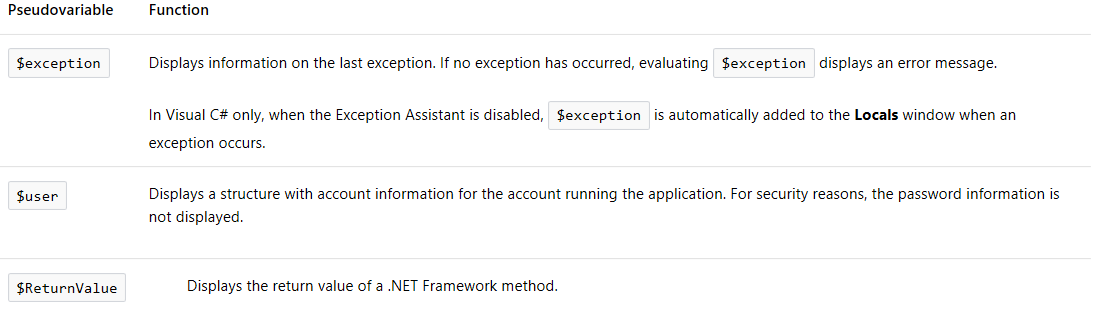 Pseudovariable Function
$exception Displays information on the last exception. If no exception has occurred, evaluating $exception displays an error message.
In Visual C# only, when the Exception Assistant is disabled, $exception is automatically added to the Locals window when an
exception occurs.
$user Displays a structure with account information for the account running the application. For security reasons, the password information is
not displayed.
$ReturnValue Displays the return value of a .NET Framework method.